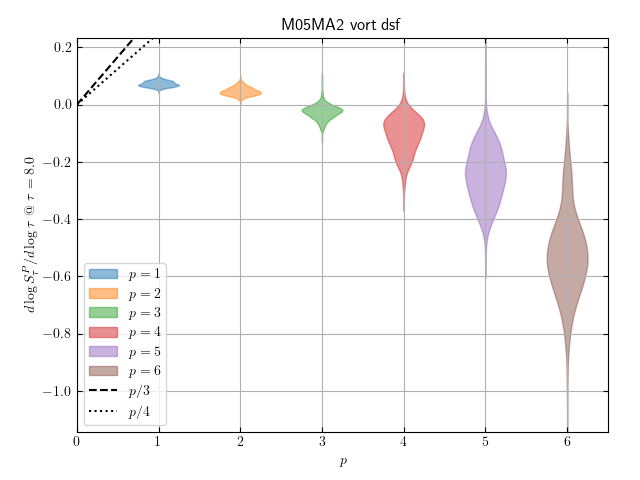 M05MA2 vort dsf
d log S_τ^P / d log τ @ τ = 8.0
0.2
0.0
−0.2
−0.4
−0.6
−0.8
−1.0
p = 1
p = 2
p = 3
p = 4
p = 5
p = 6
p/3
p/4
0 1 2 3 4 5 6
p